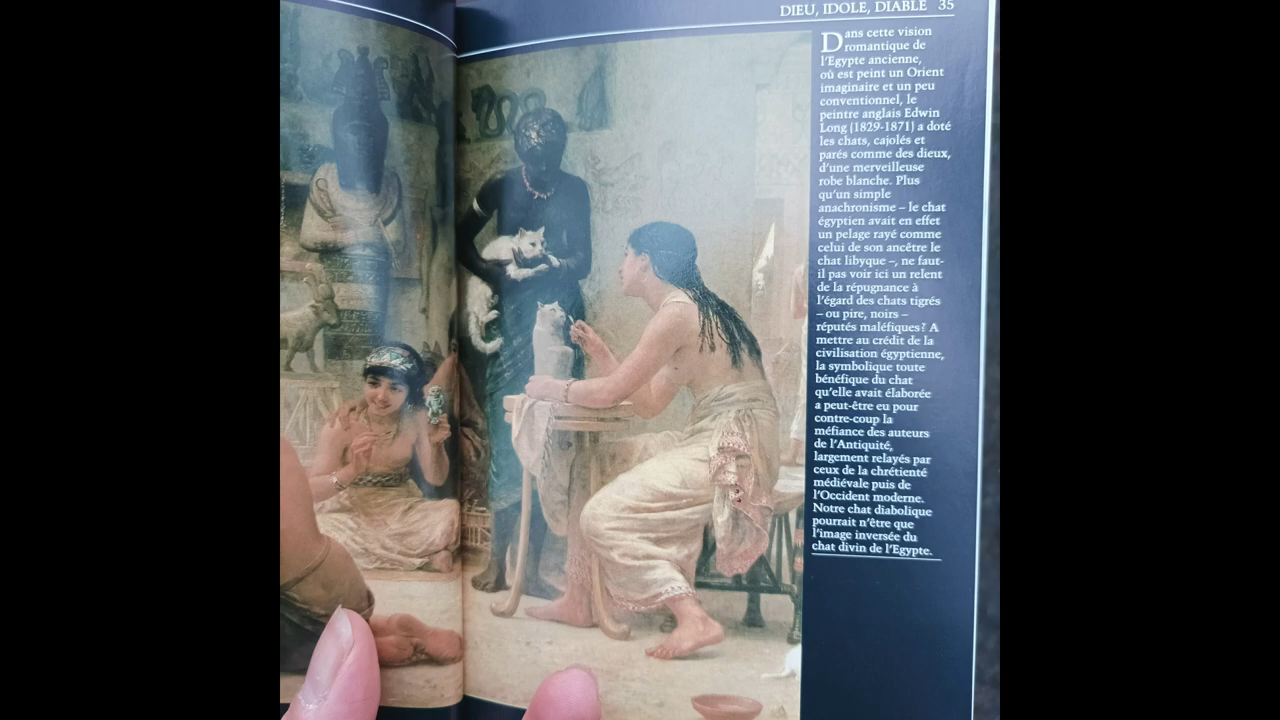 DIEU, IDOLE, DIABLE 35
Dans cette vision
romantique de
l'Egypte ancienne,
où est peint un Orient
imaginaire et un peu
conventionnel, le
peintre anglais Edwin
Long (1829-1871) a doté
les chats, cajolés et
parés comme des dieux,
d'une merveilleuse
robe blanche. Plus
qu'un simple
anachronisme – le chat
égyptien avait en effet
un pelage rayé comme
celui de son ancêtre le
chat libyque –, ne faut-
il pas voir ici un relent
de la répugnance à
l'égard des chats tigrés
– ou pire, noirs –
réputés maléfiques? A
mettre au crédit de la
civilisation égyptienne,
la symbolique toute
bénéfique du chat
qu'elle avait élaborée
a peut-être eu pour
contre-coup la
méfiance des auteurs
de l'Antiquité,
largement relayés par
ceux de la chrétienté
médiévale puis de
l'Occident moderne.
Notre chat diabolique
pourrait n'être que
l'image inversée du
chat divin de l'Egypte.